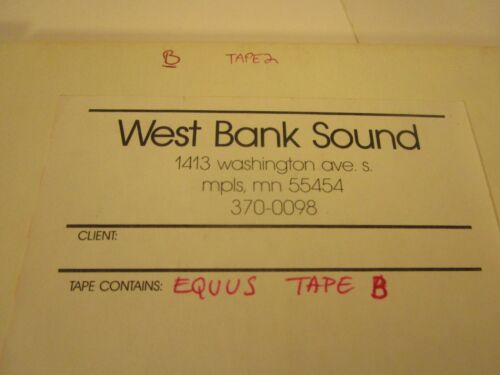 B TAPE 2
West Bank Sound
1413 washington ave. s.
mpls, mn 55454
370-0098
CLIENT:
TAPE CONTAINS: EQUUS TAPE B